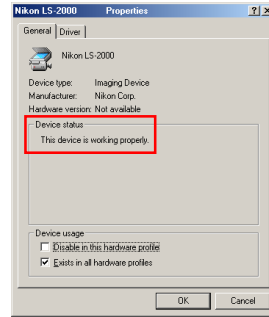 Nikon LS-2000 Properties
General Driver
Nikon LS-2000
Device type: Imaging Device
Manufacturer: Nikon Corp.
Hardware version: Not available
Device status
This device is working properly.
Device usage
Disable in this hardware profile
Exists in all hardware profiles
OK Cancel